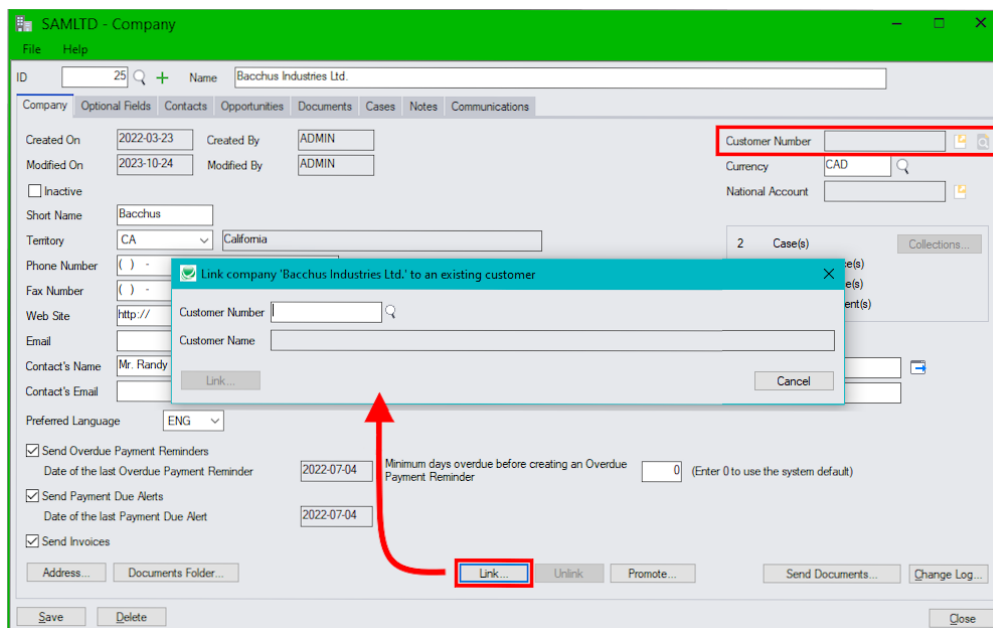 SAMLTD - Company
File Help
ID 25 Name Bacchus Industries Ltd.
Company Optional Fields Contacts Opportunities Documents Cases Notes Communications
Created On 2022-03-23 Created By ADMIN Customer Number
Modified On 2023-10-24 Modified By ADMIN Currency CAD
Inactive National Account
Short Name Bacchus
Territory CA California 2 Case(s) Collections...
Phone Number ( ) - se(s)
Fax Number ( ) - e(s)
Web Site http:// ent(s)
Email
Contact's Name Mr. Randy
Contact's Email
Link company 'Bacchus Industries Ltd.' to an existing customer
Customer Number
Customer Name
Link... Cancel
Preferred Language ENG
Send Overdue Payment Reminders
Date of the last Overdue Payment Reminder 2022-07-04 Minimum days overdue before creating an Overdue
Payment Reminder 0 (Enter 0 to use the system default)
Send Payment Due Alerts
Date of the last Payment Due Alert 2022-07-04
Send Invoices
Address... Documents Folder... Link... Unlink Promote... Send Documents... Change Log...
Save Delete Close